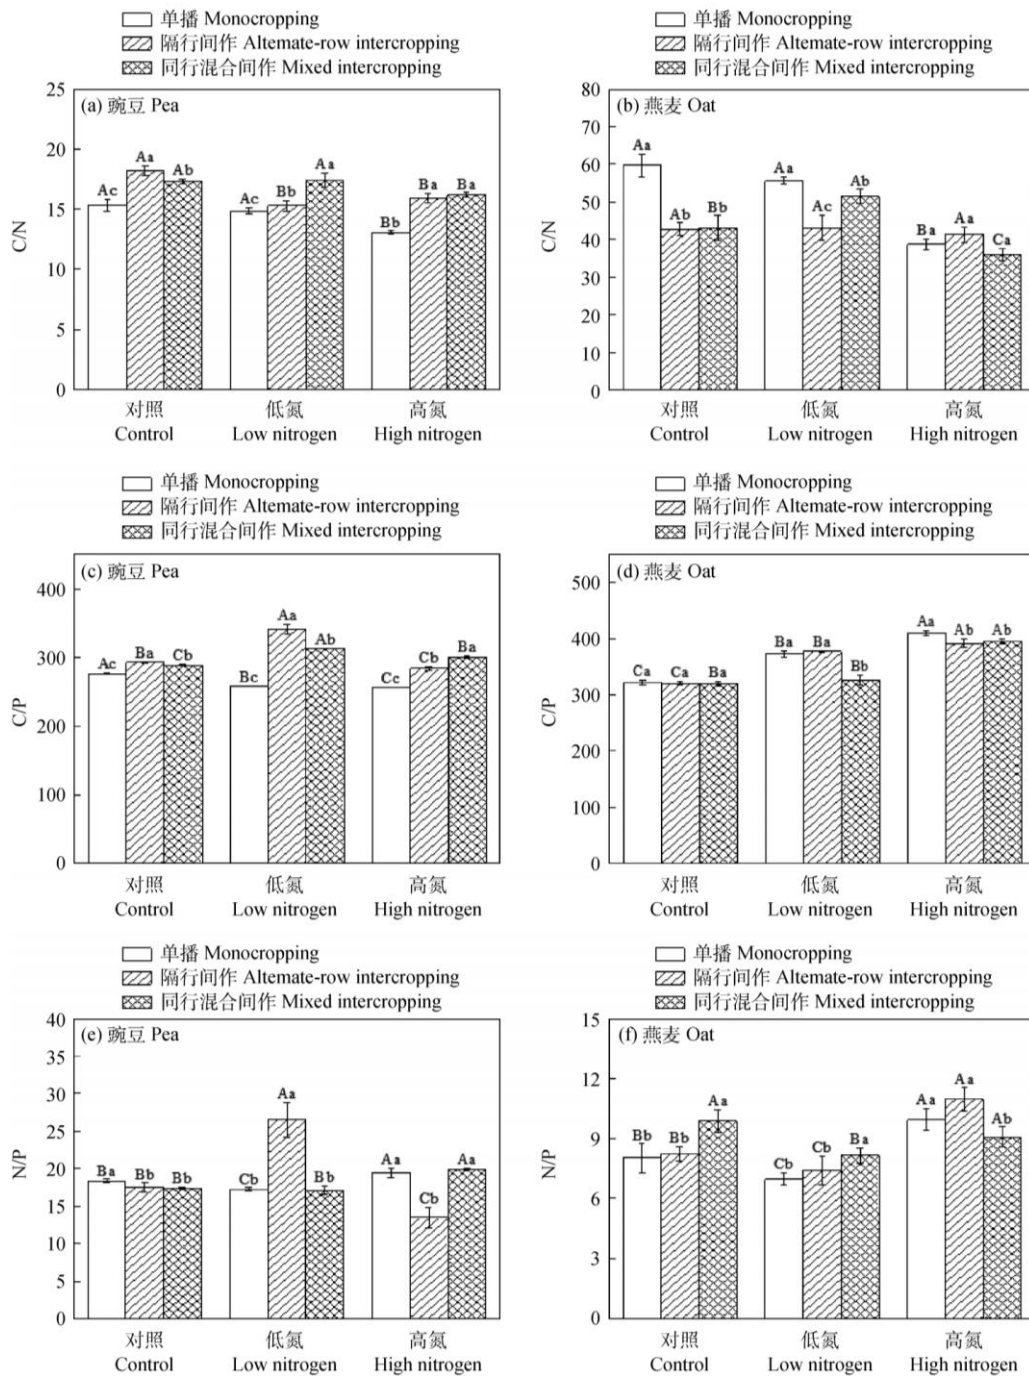 单播 Monocropping
隔行间作 Altemate-row intercropping
同行混合间作 Mixed intercropping
25
20
15
10
5
0
C/N
(a) 豌豆 Pea
Ac
Aa
Ab
Ac
Bb
Aa
Bb
Ba
Ba
对照
Control
低氮
Low nitrogen
高氮
High nitrogen
单播 Monocropping
隔行间作 Altemate-row intercropping
同行混合间作 Mixed intercropping
80
70
60
50
40
30
20
10
0
C/N
(b) 燕麦 Oat
Aa
Ab
Bb
Aa
Ac
Ab
Ba
Aa
Ca
对照
Control
低氮
Low nitrogen
高氮
High nitrogen
单播 Monocropping
隔行间作 Altemate-row intercropping
同行混合间作 Mixed intercropping
400
300
200
100
0
C/P
(c) 豌豆 Pea
Ac
Ba
Cb
Bc
Aa
Ab
Cc
Cb
Ba
对照
Control
低氮
Low nitrogen
高氮
High nitrogen
单播 Monocropping
隔行间作 Altemate-row intercropping
同行混合间作 Mixed intercropping
500
400
300
200
100
0
C/P
(d) 燕麦 Oat
Ca
Ca
Ba
Ba
Ba
Bb
Aa
Ab
Ab
对照
Control
低氮
Low nitrogen
高氮
High nitrogen
单播 Monocropping
隔行间作 Altemate-row intercropping
同行混合间作 Mixed intercropping
40
35
30
25
20
15
10
5
0
N/P
(e) 豌豆 Pea
Ba
Bb
Bb
Cb
Aa
Bb
Aa
Cb
Aa
对照
Control
低氮
Low nitrogen
高氮
High nitrogen
单播 Monocropping
隔行间作 Altemate-row intercropping
同行混合间作 Mixed intercropping
15
12
9
6
3
0
N/P
(f) 燕麦 Oat
Bb
Bb
Aa
Cb
Cb
Ba
Aa
Aa
Ab
对照
Control
低氮
Low nitrogen
高氮
High nitrogen